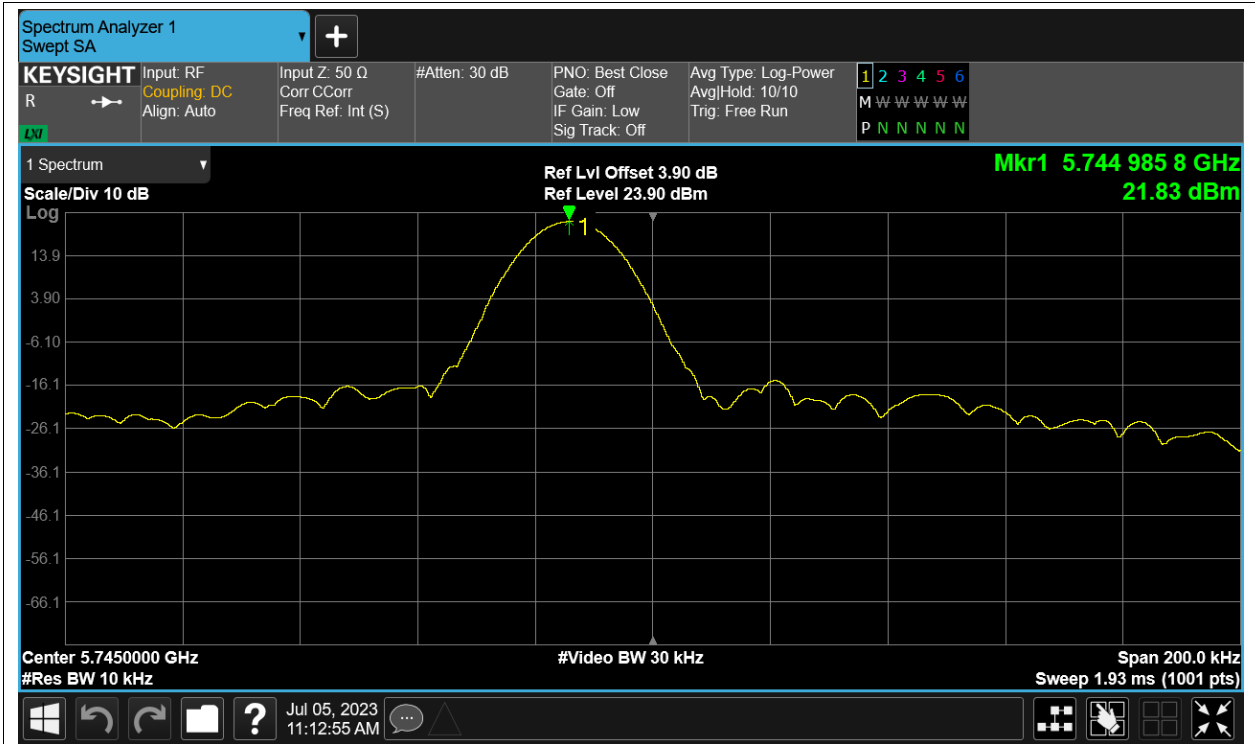 Spectrum Analyzer 1
Swept SA
KEYSIGHT
R
LXI
Input: RF
Coupling: DC
Align: Auto
Input Z: 50 Ω
Corr CCorr
Freq Ref: Int (S)
#Atten: 30 dB
PNO: Best Close
Gate: Off
IF Gain: Low
Sig Track: Off
Avg Type: Log-Power
Avg|Hold: 10/10
Trig: Free Run
1 2 3 4 5 6
M W W W W W
P N N N N N
1 Spectrum
Scale/Div 10 dB
Log
Ref Lvl Offset 3.90 dB
Ref Level 23.90 dBm
Mkr1 5.744 985 8 GHz
21.83 dBm
1
13.9
3.90
-6.10
-16.1
-26.1
-36.1
-46.1
-56.1
-66.1
Center 5.7450000 GHz
#Video BW 30 kHz
Span 200.0 kHz
#Res BW 10 kHz
Sweep 1.93 ms (1001 pts)
?
Jul 05, 2023
11:12:55 AM